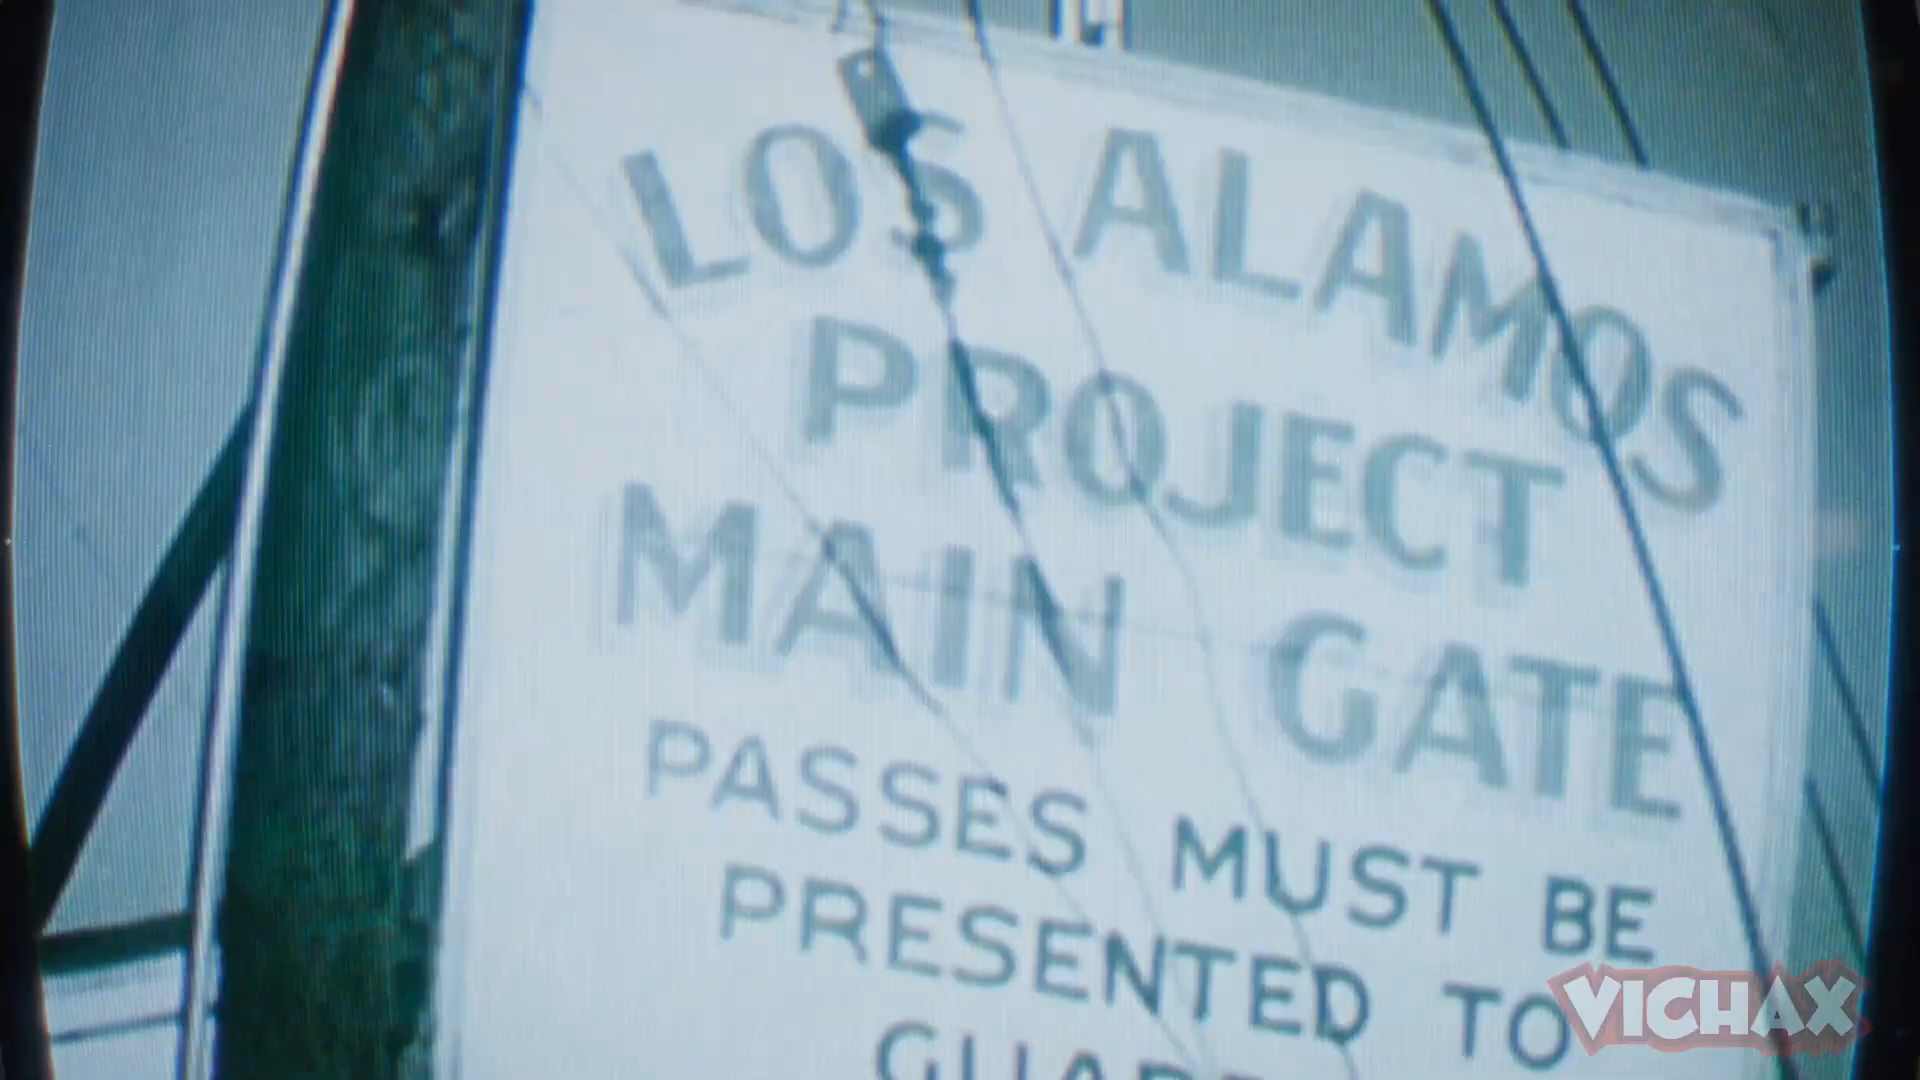 LOS ALAMOS
PROJECT
MAIN GATE
PASSES MUST BE
PRESENTED TO
VICHAX